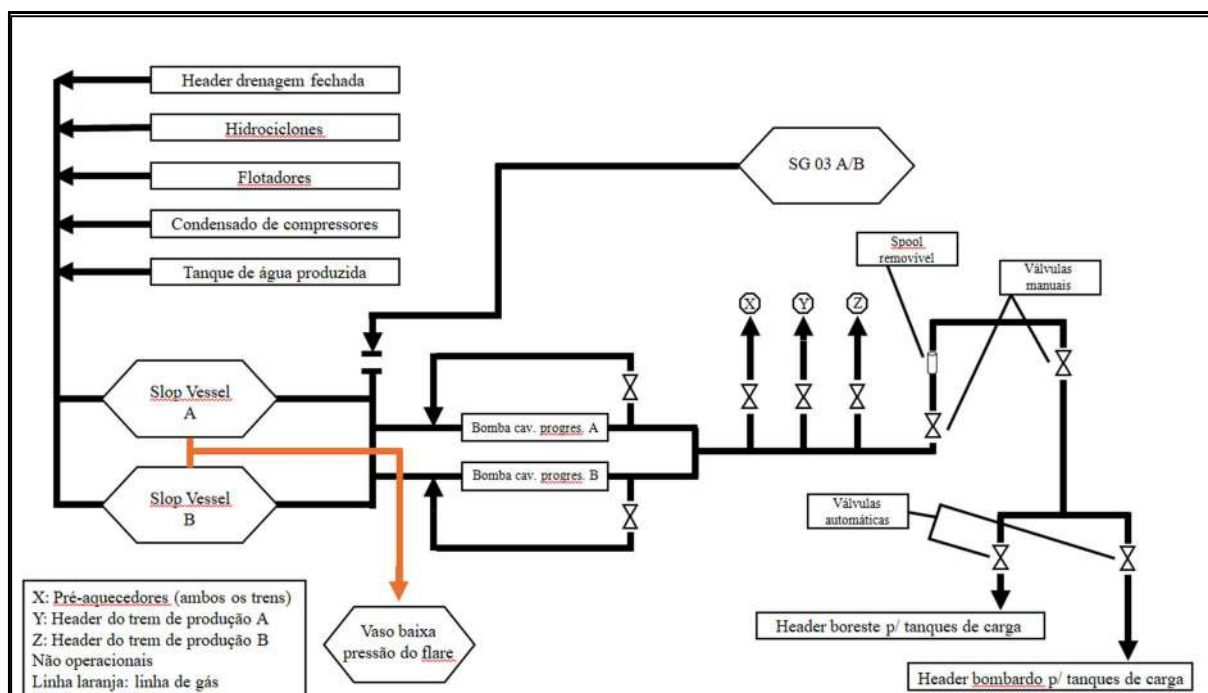 Header drenagem fechada
Hidrociclones
Flotadores
Condensado de compressores
Tanque de água produzida
SG 03 A/B
Spool
removível
Válvulas
manuais
X
Y
Z
Slop Vessel
A
Slop Vessel
B
Bomba cav. progres. A
Bomba cav. progres. B
Válvulas
automáticas
X: Pré-aquecedores (ambos os trens)
Y: Header do trem de produção A
Z: Header do trem de produção B
Não operacionais
Linha laranja: linha de gás
Vaso baixa
pressão do flare
Header boreste p/ tanques de carga
Header bombardo p/ tanques de carga